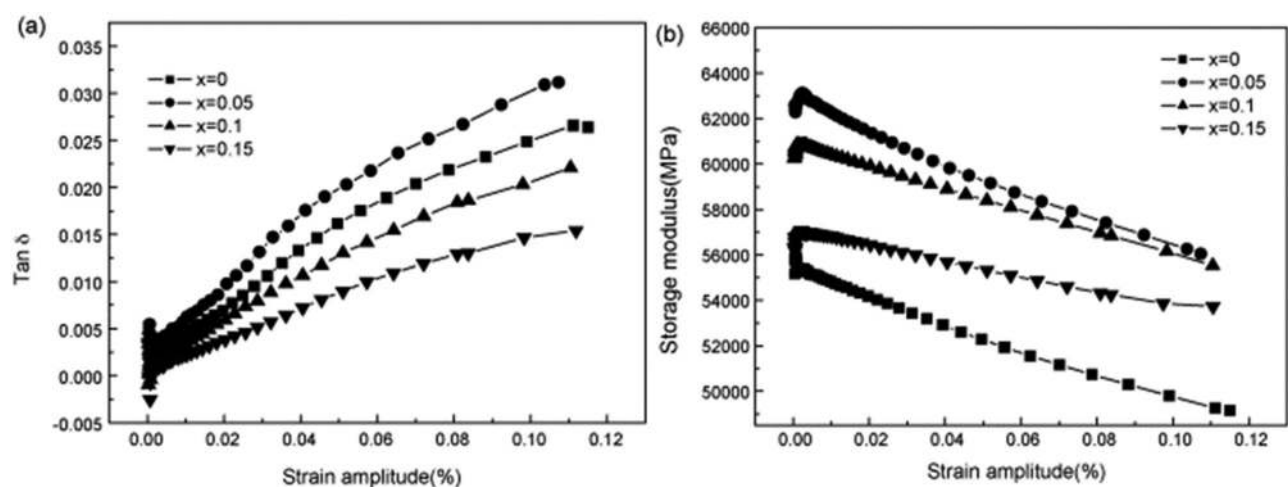 (a)
0.035
0.030
0.025
0.020
0.015
0.010
0.005
0.000
-0.005
Tan δ
x=0
x=0.05
x=0.1
x=0.15
0.00 0.02 0.04 0.06 0.08 0.10 0.12
Strain amplitude(%)
(b)
66000
64000
62000
60000
58000
56000
54000
52000
50000
Storage modulus(MPa)
x=0
x=0.05
x=0.1
x=0.15
0.00 0.02 0.04 0.06 0.08 0.10 0.12
Strain amplitude(%)